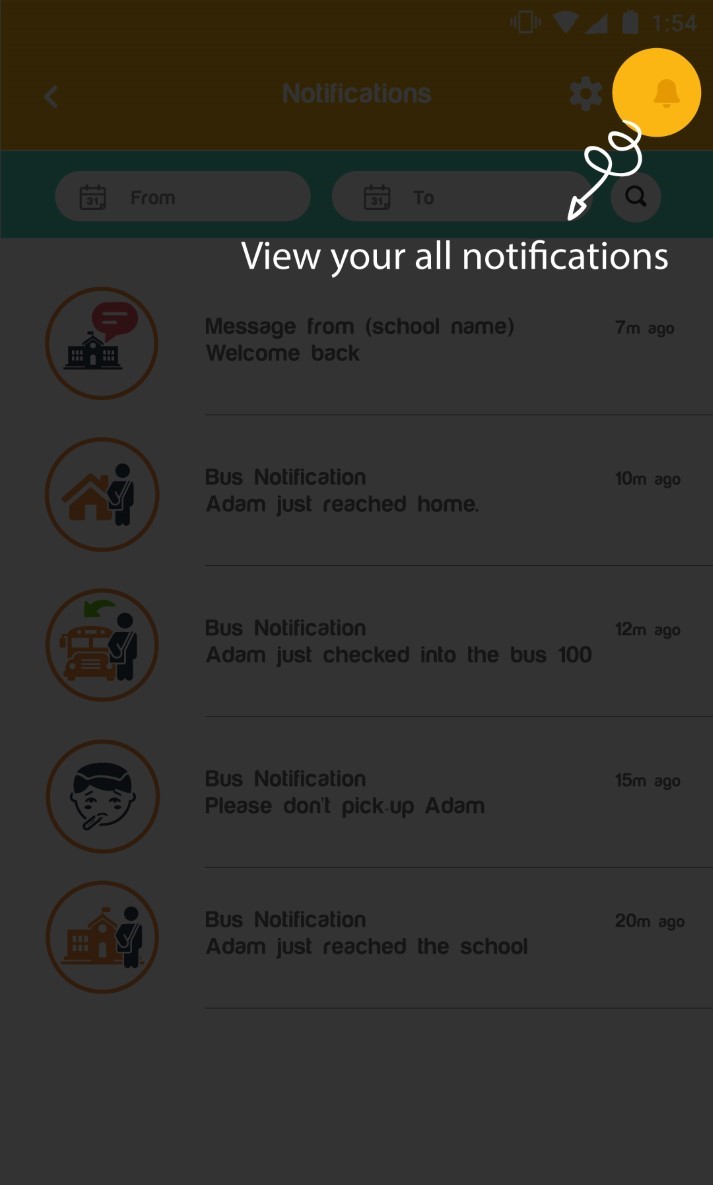 1:54
Notifications
31 From
31 To
View your all notifications
Message from (school name)
7m ago
Welcome back
Bus Notification
10m ago
Adam just reached home.
Bus Notification
12m ago
Adam just checked into the bus 100
Bus Notification
15m ago
Please don't pick-up Adam
Bus Notification
20m ago
Adam just reached the school